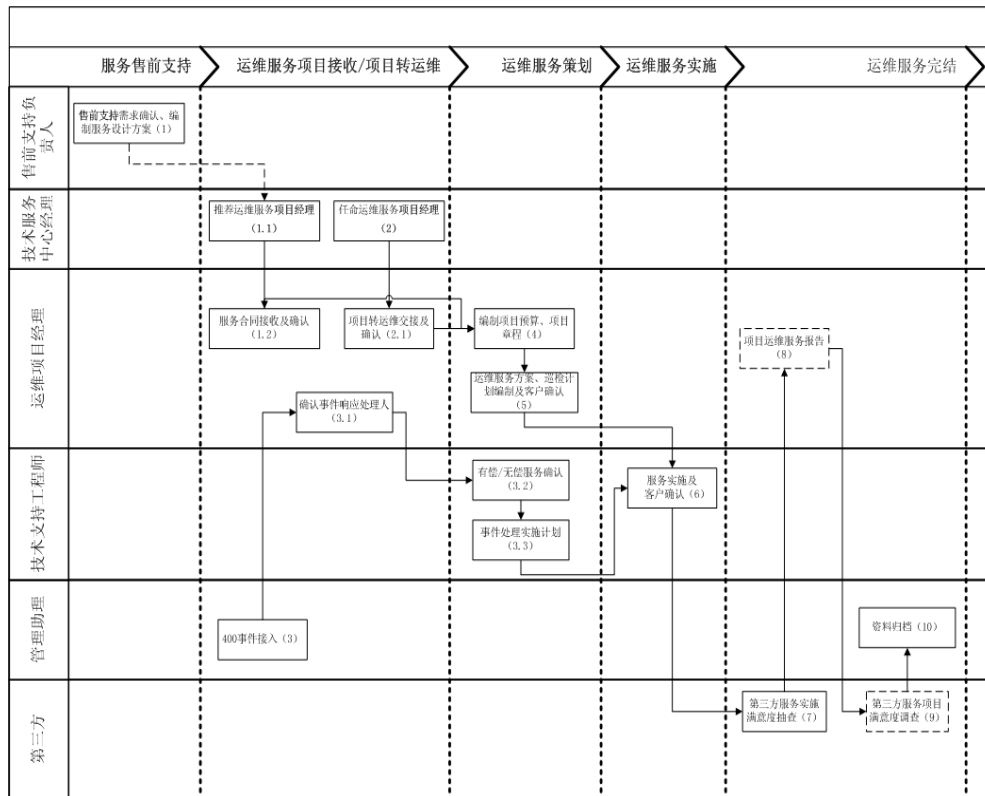 服务售前支持
运维服务项目接收/项目转运维
运维服务策划
运维服务实施
运维服务完结
售前支持负
责人
售前支持需求确认、编
制服务设计方案（1）
技术服务
中心经理
推荐运维服务项目经理
（1.1）
任命运维服务项目经理
（2）
运维项目经理
服务合同接收及确认
（1.2）
项目转运维交接及
确认（2.1）
编制项目预算、项目
章程（4）
项目运维服务报告
（8）
运维服务方案、巡检计
划编制及客户确认
（5）
确认事件响应处理人
（3.1）
技术支持工程师
有偿/无偿服务确认
（3.2）
服务实施及
客户确认（6）
事件处理实施计划
（3.3）
管理助理
400事件接入（3）
资料归档（10）
第三方
第三方服务实施
满意度抽查（7）
第三方服务项目
满意度调查（9）